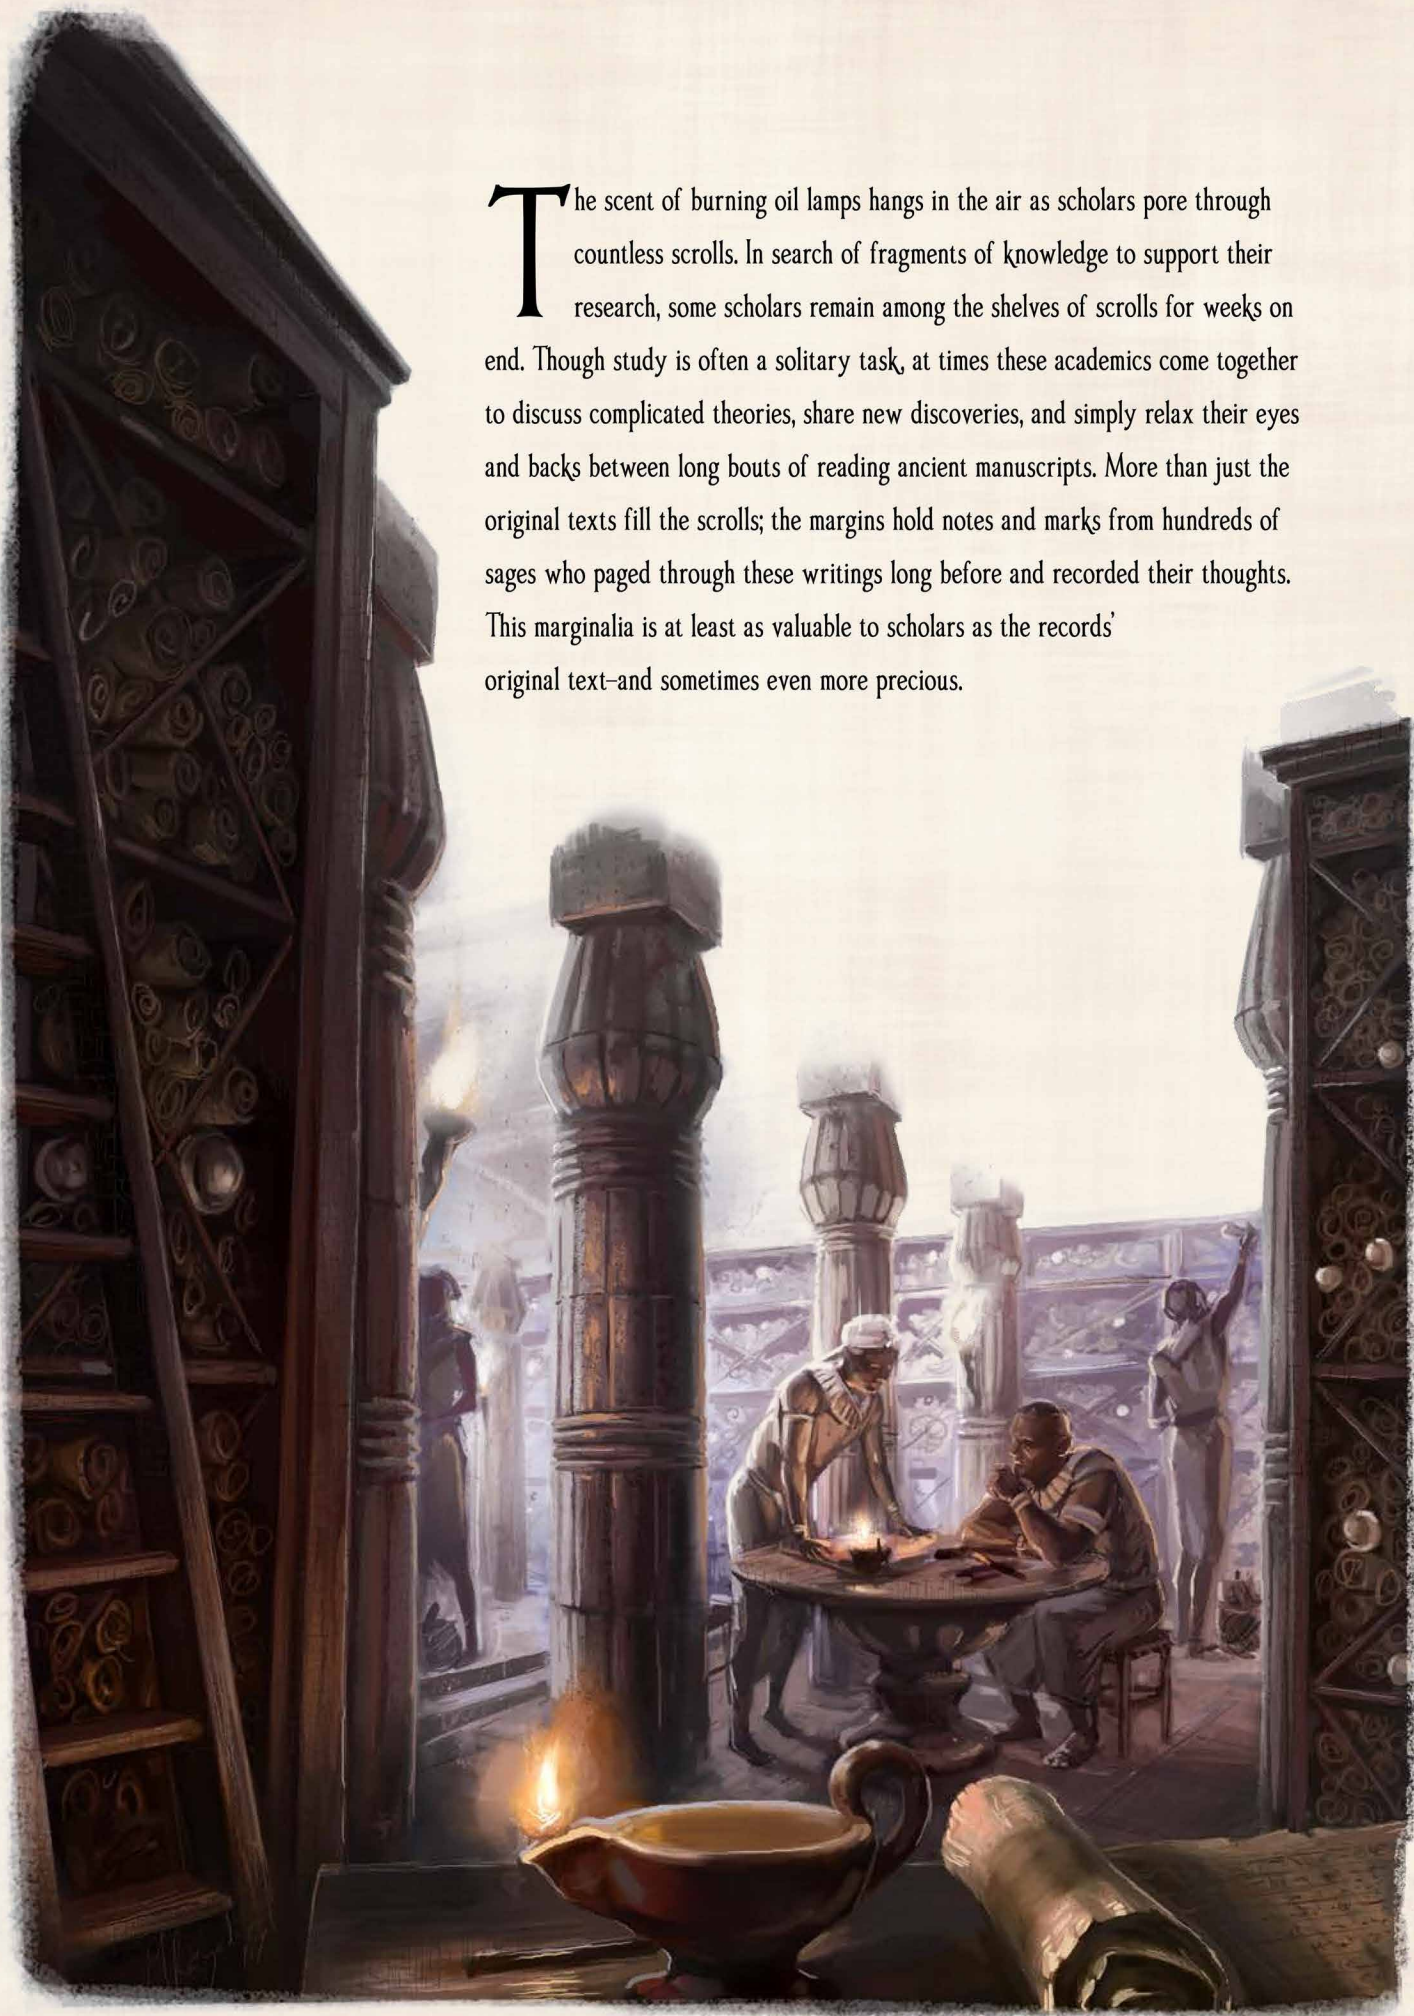 The scent of burning oil lamps hangs in the air as scholars pore through
countless scrolls. In search of fragments of knowledge to support their
research, some scholars remain among the shelves of scrolls for weeks on
end. Though study is often a solitary task, at times these academics come together
to discuss complicated theories, share new discoveries, and simply relax their eyes
and backs between long bouts of reading ancient manuscripts. More than just the
original texts fill the scrolls; the margins hold notes and marks from hundreds of
sages who paged through these writings long before and recorded their thoughts.
This marginalia is at least as valuable to scholars as the records’
original text–and sometimes even more precious.